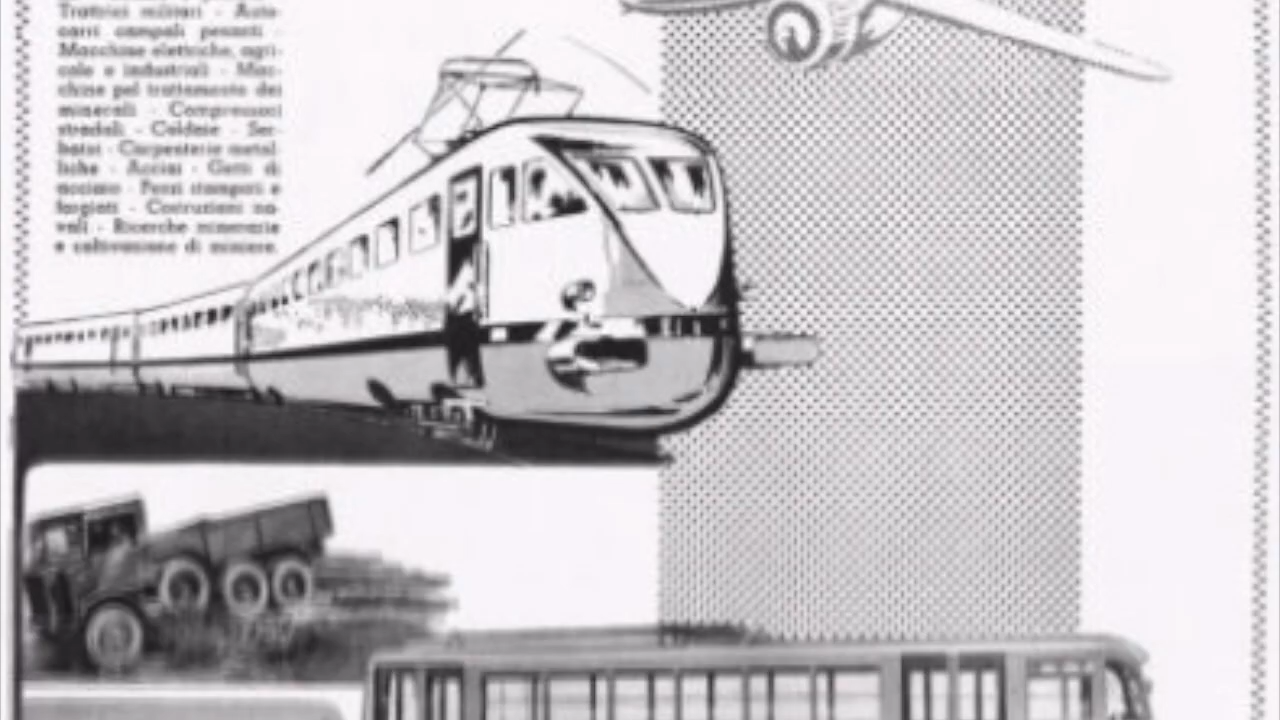 Trattrici militari - Auto-
carri campali pesanti -
Macchine elettriche, agri-
cole e industriali - Mac-
chine pel trattamento dei
minerali - Compressori
stradali - Caldaie - Ser-
batoi - Carpenterie metal-
liche - Acciai - Getti di
acciaio - Pezzi stampati e
forgiati - Costruzioni na-
vali - Ricerche minerarie
e coltivazione di miniere.